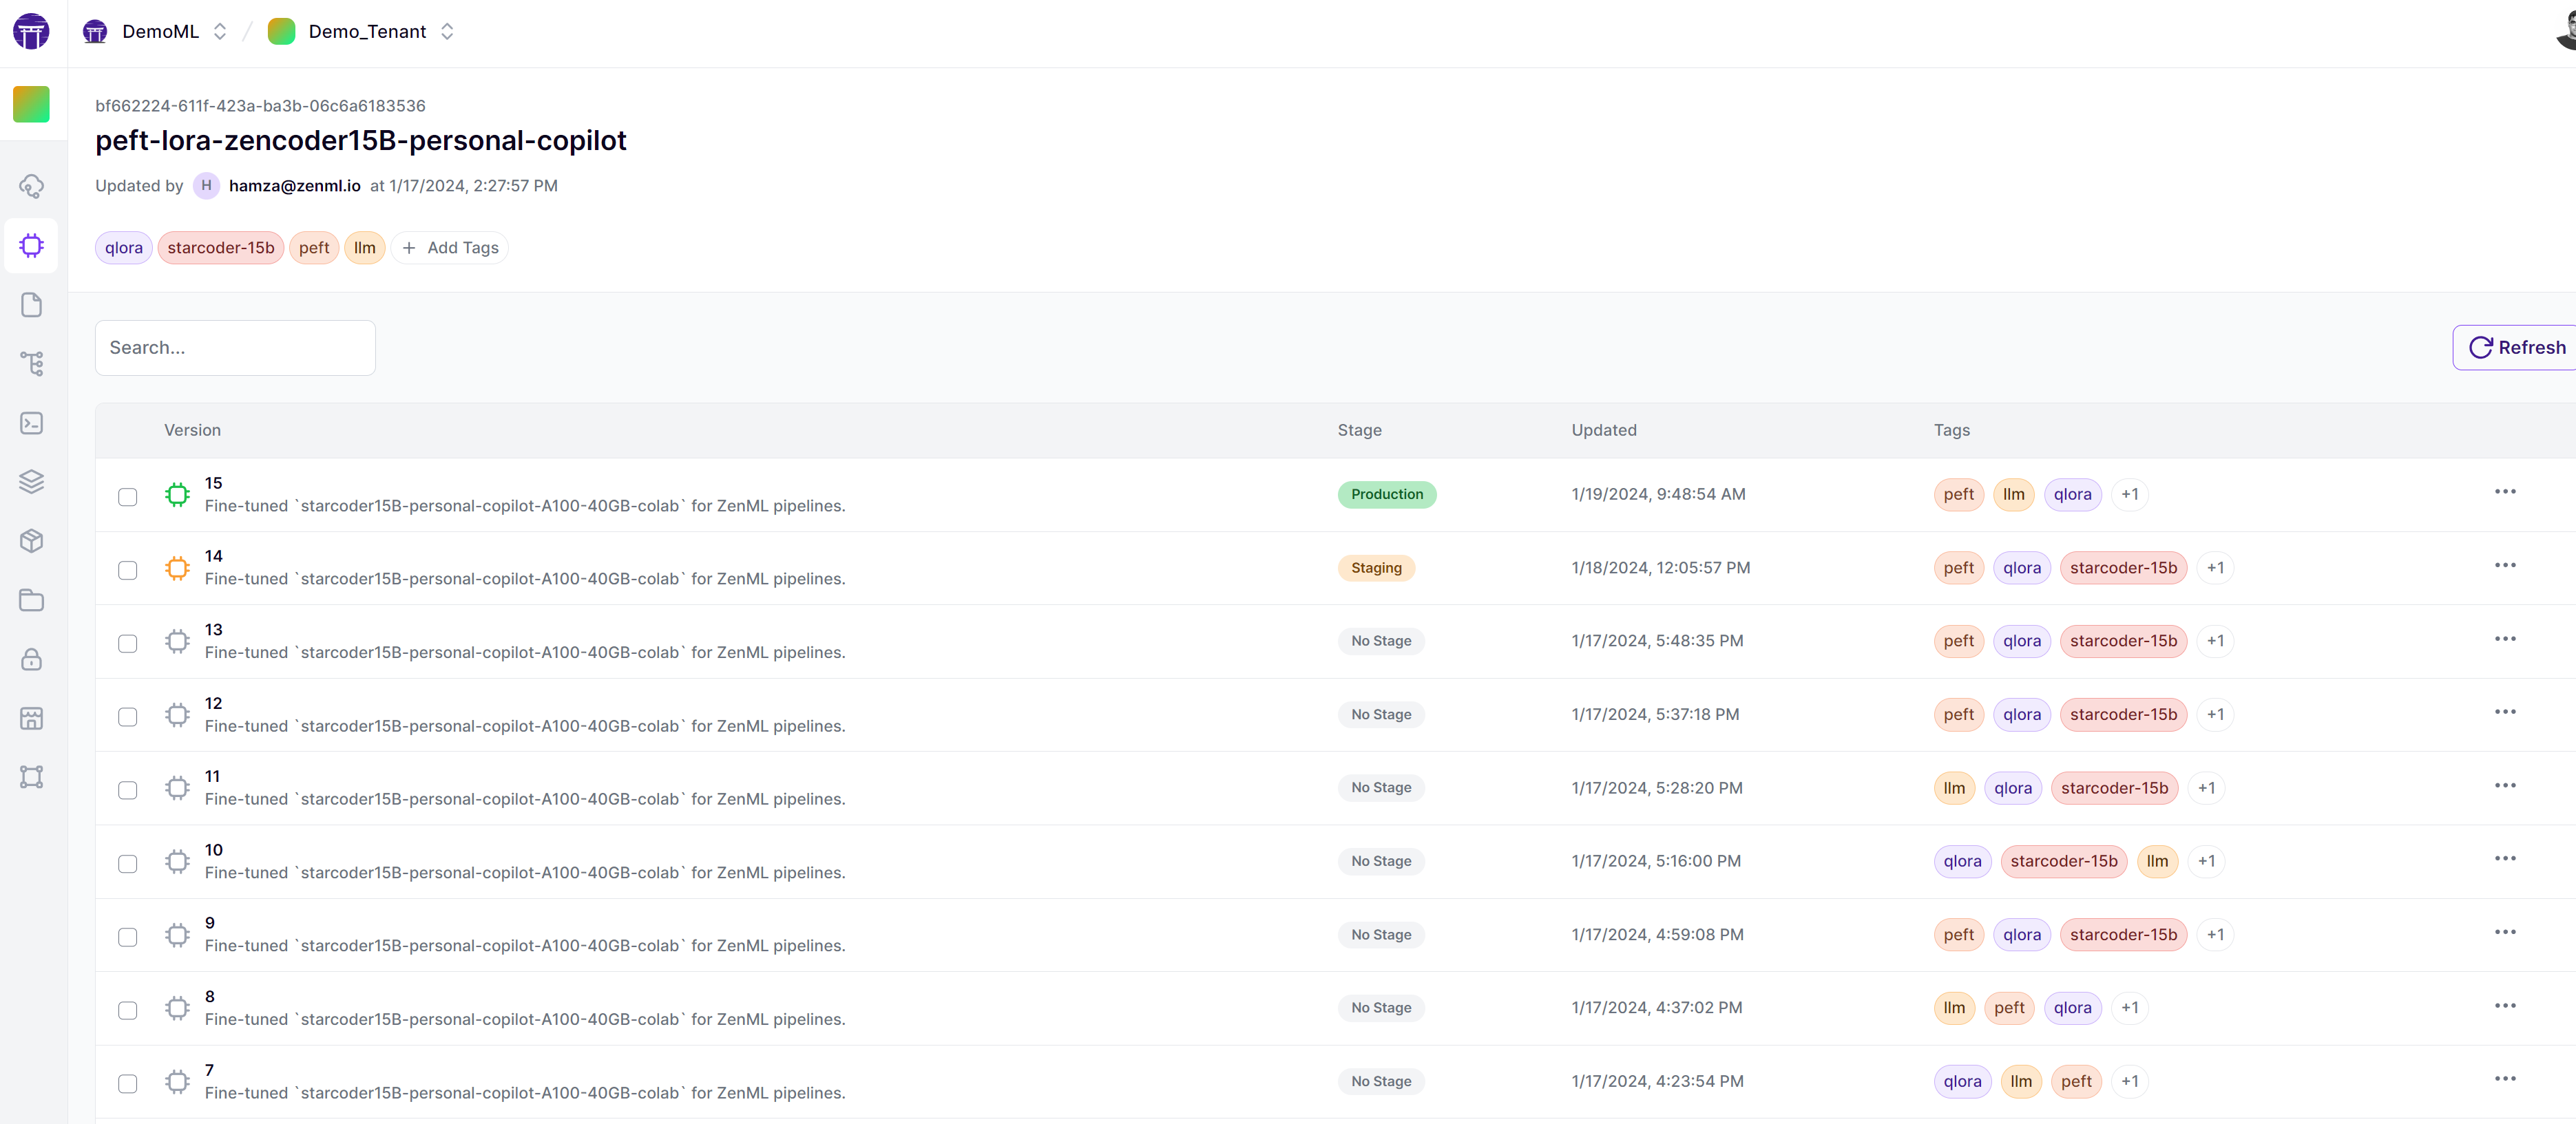 DemoML / Demo_Tenant
bf662224-611f-423a-ba3b-06c6a6183536
peft-lora-zencoder15B-personal-copilot
Updated by H hamza@zenml.io at 1/17/2024, 2:27:57 PM
qlora starcoder-15b peft llm + Add Tags
Search...
Refresh
Version Stage Updated Tags
15
Fine-tuned `starcoder15B-personal-copilot-A100-40GB-colab` for ZenML pipelines.
Production 1/19/2024, 9:48:54 AM peft llm qlora +1
14
Fine-tuned `starcoder15B-personal-copilot-A100-40GB-colab` for ZenML pipelines.
Staging 1/18/2024, 12:05:57 PM peft qlora starcoder-15b +1
13
Fine-tuned `starcoder15B-personal-copilot-A100-40GB-colab` for ZenML pipelines.
No Stage 1/17/2024, 5:48:35 PM peft qlora starcoder-15b +1
12
Fine-tuned `starcoder15B-personal-copilot-A100-40GB-colab` for ZenML pipelines.
No Stage 1/17/2024, 5:37:18 PM peft qlora starcoder-15b +1
11
Fine-tuned `starcoder15B-personal-copilot-A100-40GB-colab` for ZenML pipelines.
No Stage 1/17/2024, 5:28:20 PM llm qlora starcoder-15b +1
10
Fine-tuned `starcoder15B-personal-copilot-A100-40GB-colab` for ZenML pipelines.
No Stage 1/17/2024, 5:16:00 PM qlora starcoder-15b llm +1
9
Fine-tuned `starcoder15B-personal-copilot-A100-40GB-colab` for ZenML pipelines.
No Stage 1/17/2024, 4:59:08 PM peft qlora starcoder-15b +1
8
Fine-tuned `starcoder15B-personal-copilot-A100-40GB-colab` for ZenML pipelines.
No Stage 1/17/2024, 4:37:02 PM llm peft qlora +1
7
Fine-tuned `starcoder15B-personal-copilot-A100-40GB-colab` for ZenML pipelines.
No Stage 1/17/2024, 4:23:54 PM qlora llm peft +1